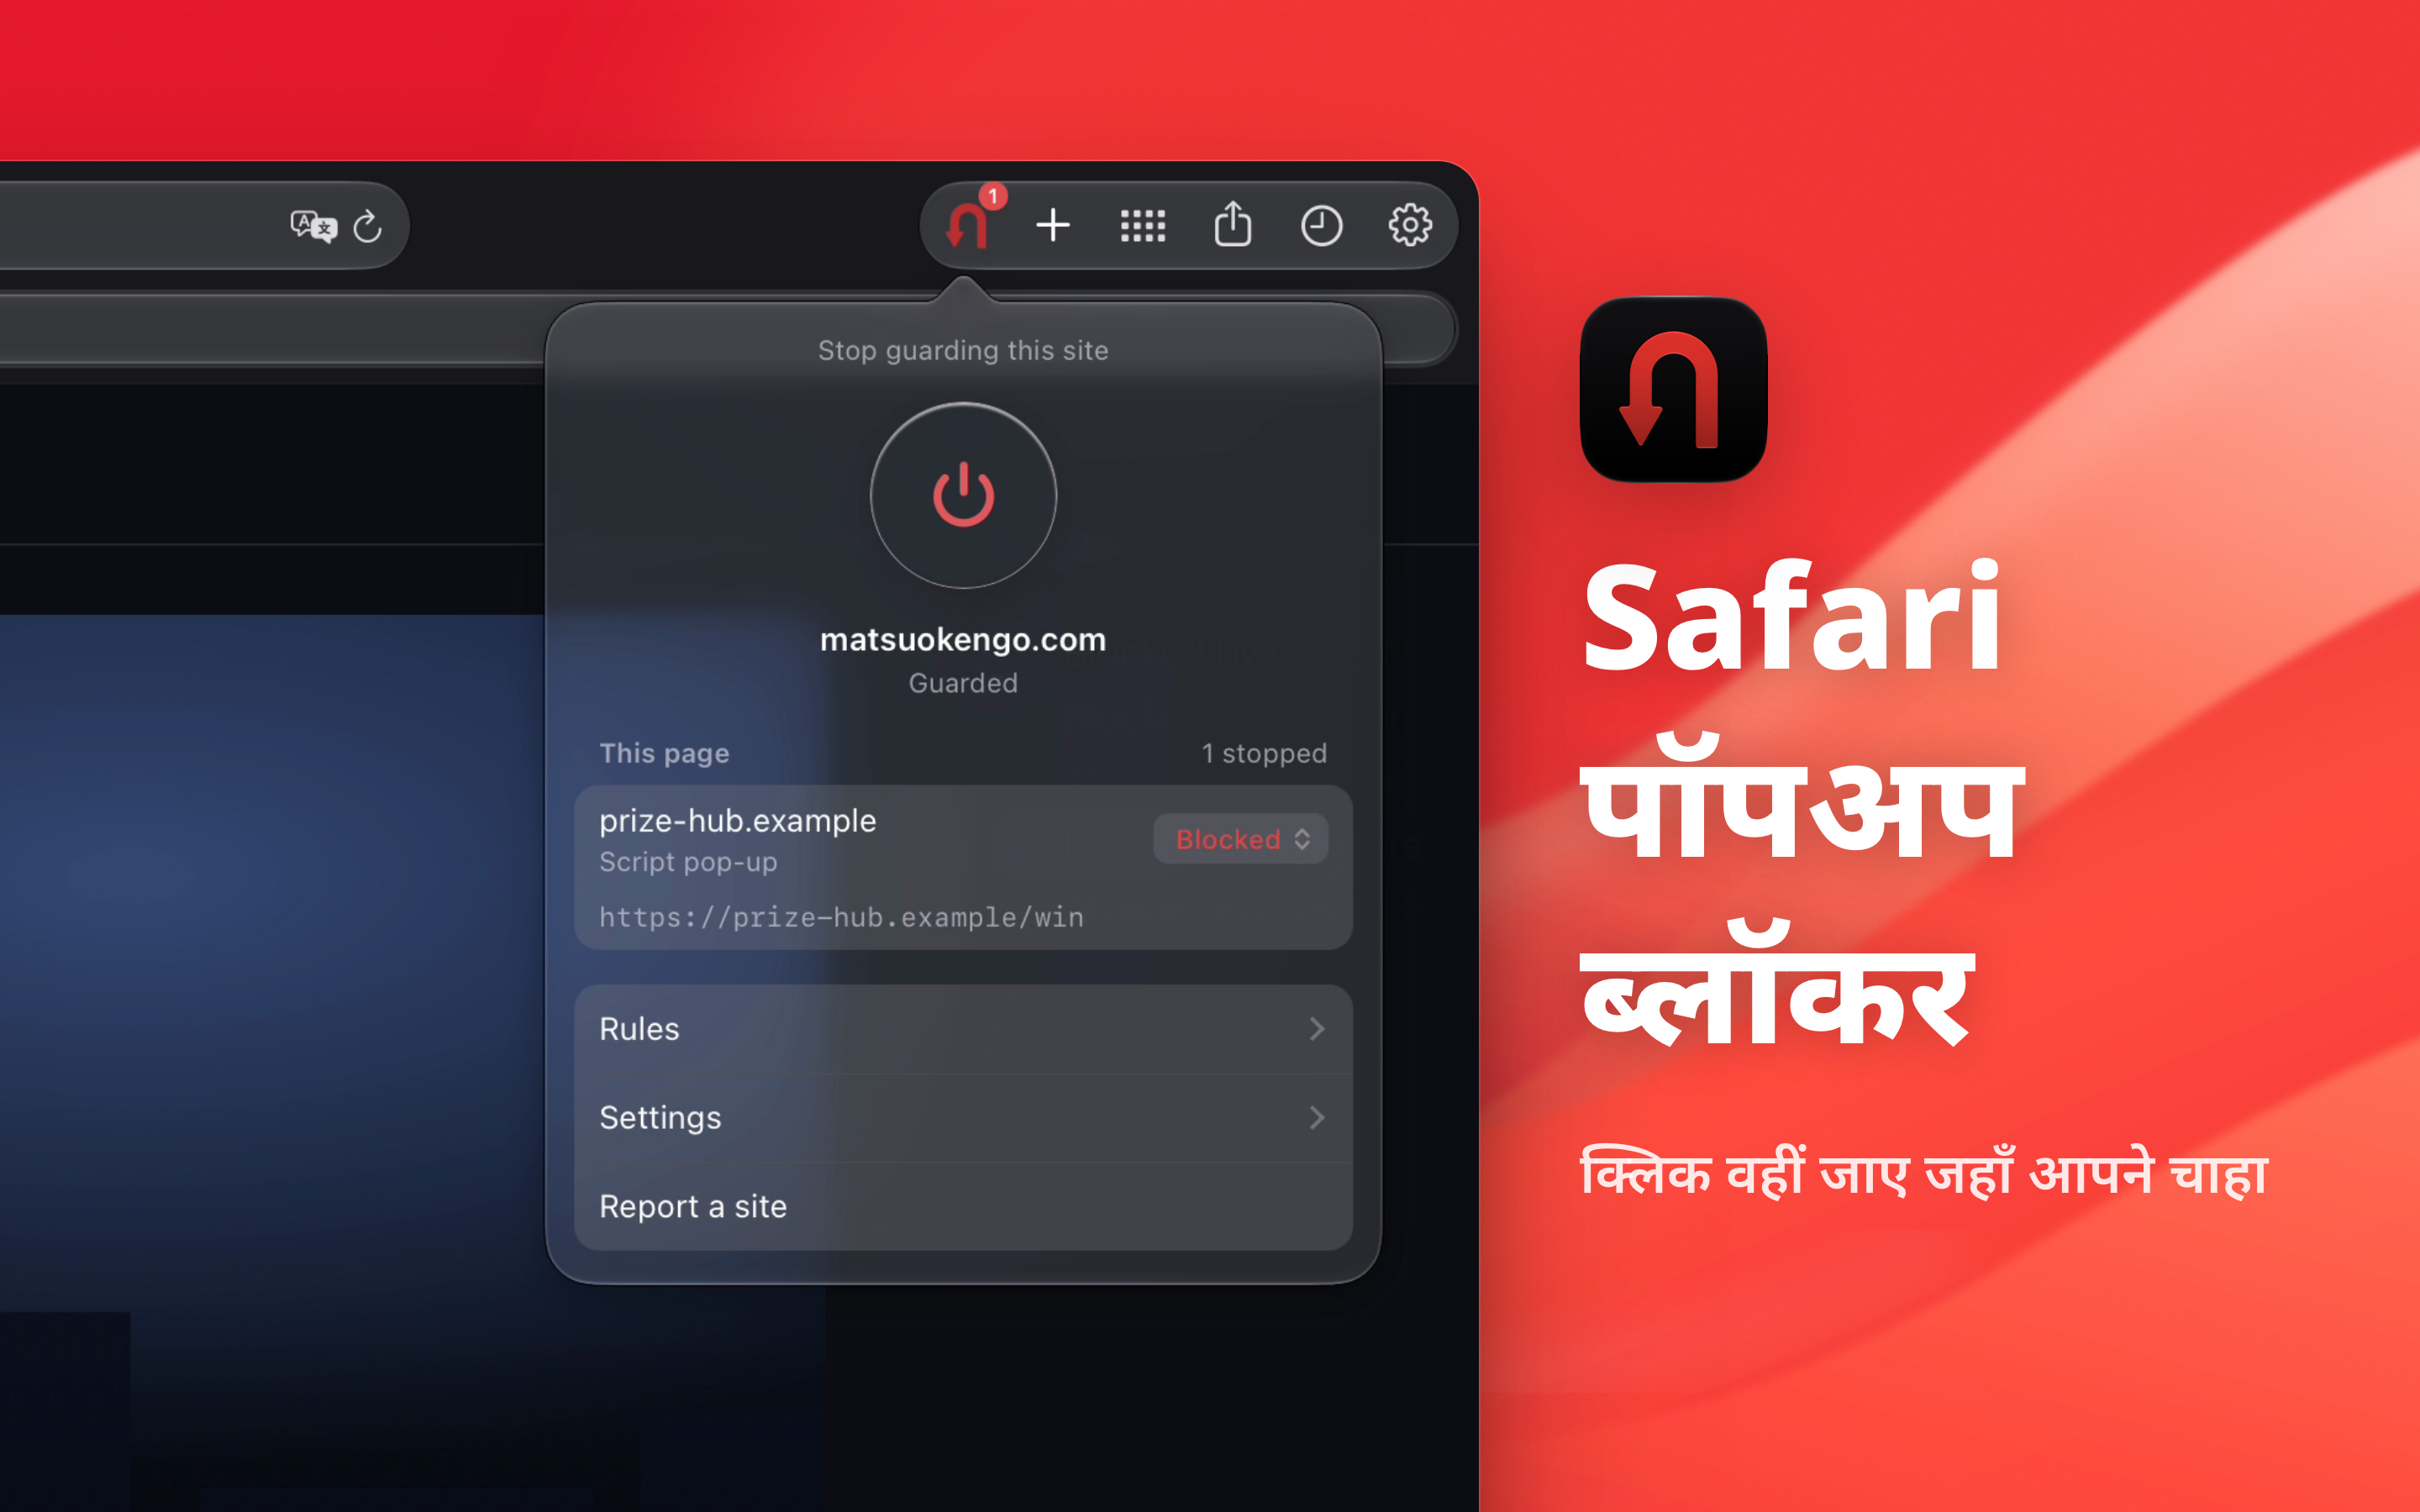 1
Stop guarding this site
matsuokengo.com
Guarded
This page
1 stopped
prize-hub.example
Blocked
Script pop-up
https://prize-hub.example/win
Rules
Settings
Report a site
Safari
पॉपअप
ब्लॉकर
क्लिक वहीं जाए जहाँ आपने चाहा